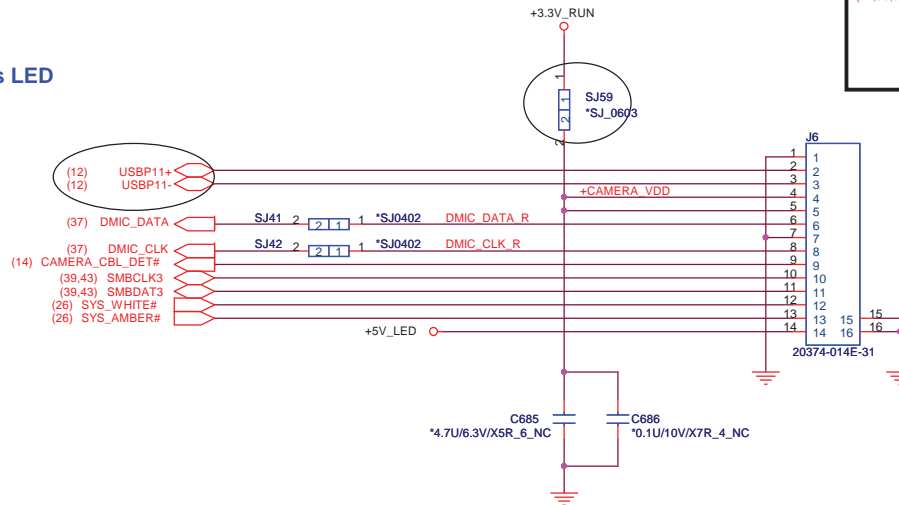 +3.3V_RUN
s LED
1
1
2
2
SJ59
*SJ_0603
J6
(12) USBP11+
(12) USBP11-
+CAMERA_VDD
(37) DMIC_DATA
SJ41 2 2 1 1 *SJ0402 DMIC_DATA_R
(37) DMIC_CLK
SJ42 2 2 1 1 *SJ0402 DMIC_CLK_R
(14) CAMERA_CBL_DET#
(39,43) SMBCLK3
(39,43) SMBDAT3
(26) SYS_WHITE#
(26) SYS_AMBER#
+5V_LED
1 1
2 2
3 3
4 4
5 5
6 6
7 7
8 8
9 9
10 10
11 11
12 12
13 13 15 15
14 14 16 16
20374-014E-31
C685
*4.7U/6.3V/X5R_6_NC
C686
*0.1U/10V/X7R_4_NC